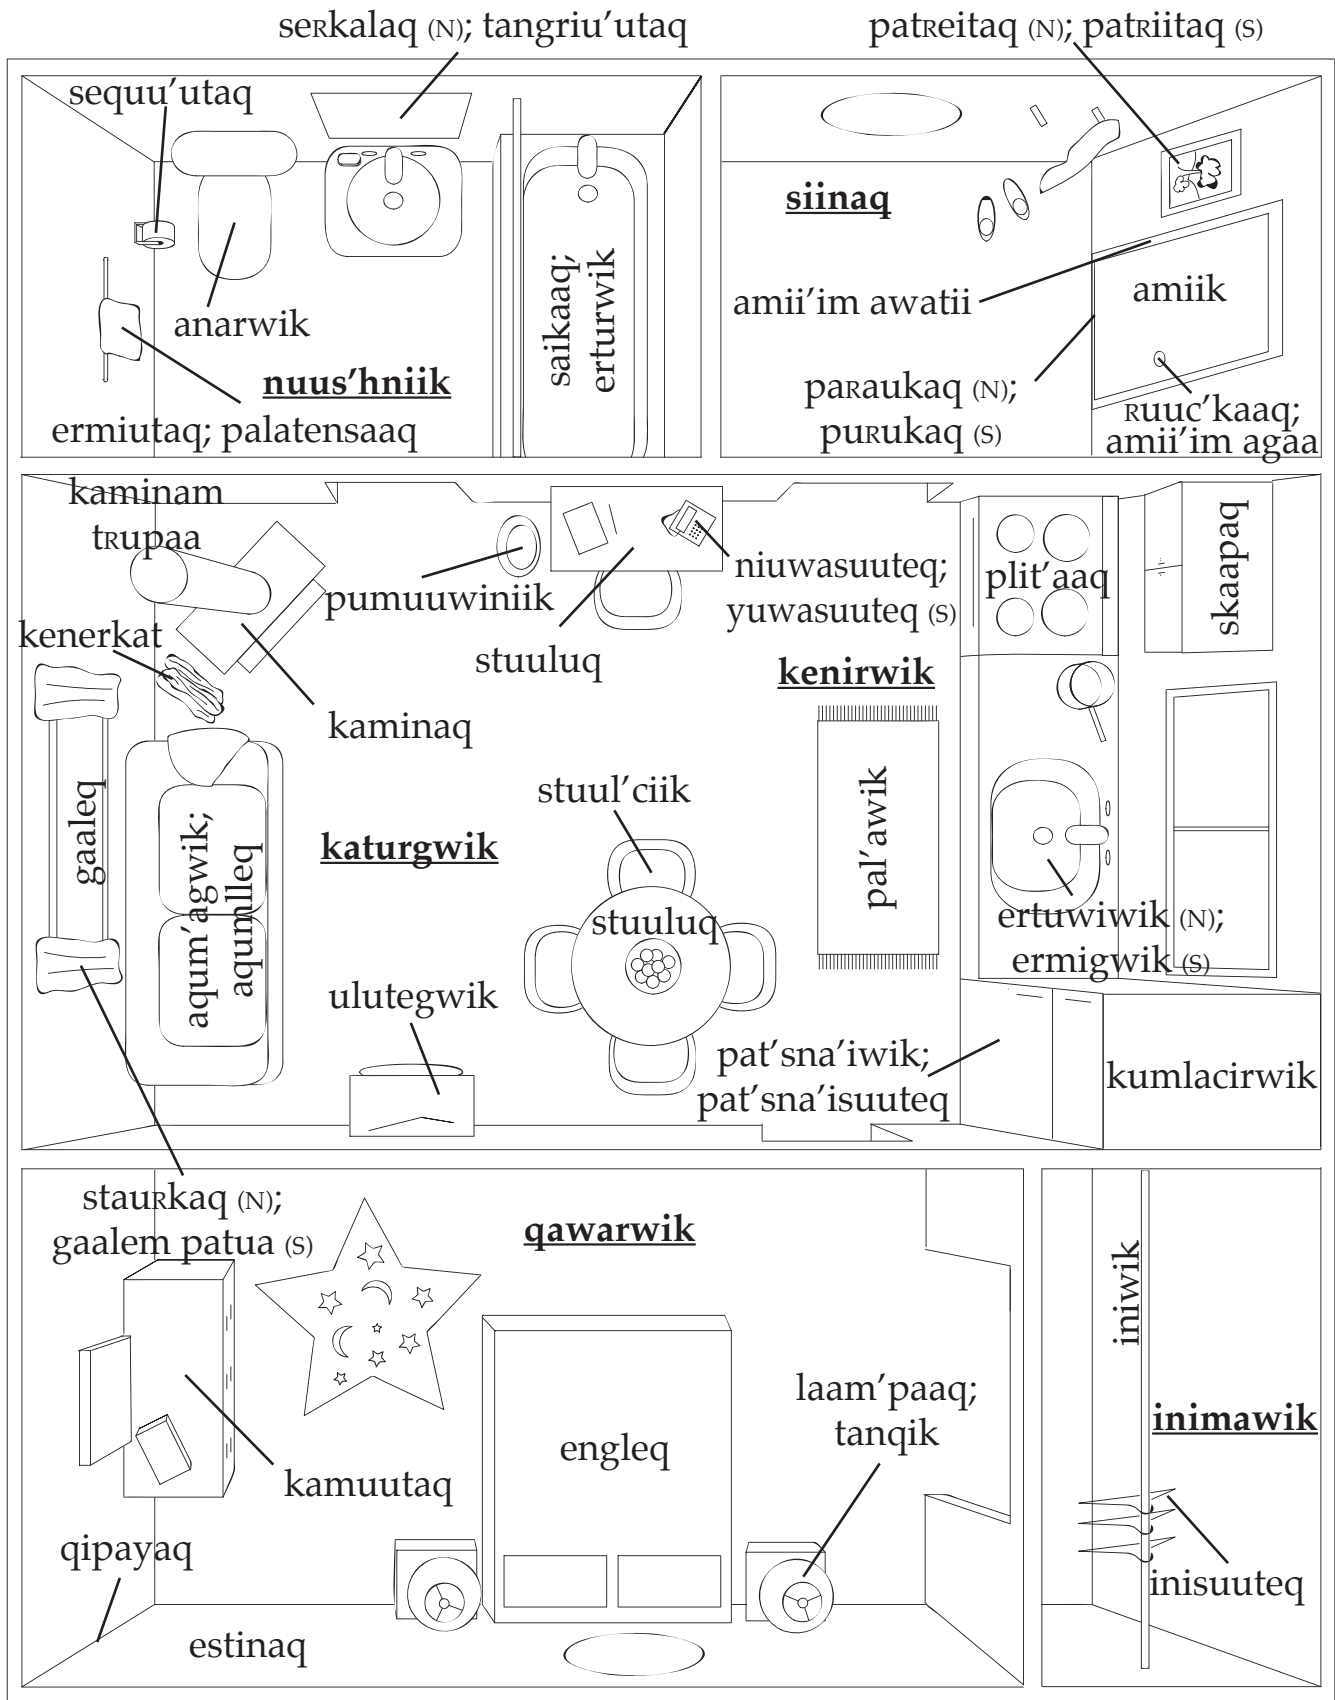 seʀkalaq (N); tangriu'utaq
patʀeitaq (N); patʀiitaq (S)
sequu'utaq
siinaq
saikaaq;
erturwik
amii'im awatii
amiik
anarwik
nuus'hniik
ermiutaq; palatensaaq
paʀaukaq (N);
puʀukaq (S)
ʀuuc'kaaq;
amii'im agaa
kaminam
tʀupaa
pumuuwiniik
stuuluq
niuwasuuteq;
yuwasuuteq (S)
plit'aaq
skaapaq
kenerkat
kenirwik
kaminaq
gaaleq
aqum'agwik;
aqumlleq
katurgwik
stuul'ciik
stuuluq
pal'awik
ertuwiwik (N);
ermigwik (S)
ulutegwik
pat'sna'iwik;
pat'sna'isuuteq
kumlacirwik
stauʀkaq (N);
gaalem patua (S)
qawarwik
iniwik
laam'paaq;
tanqik
inimawik
engleq
kamuutaq
qipayaq
inisuuteq
estinaq